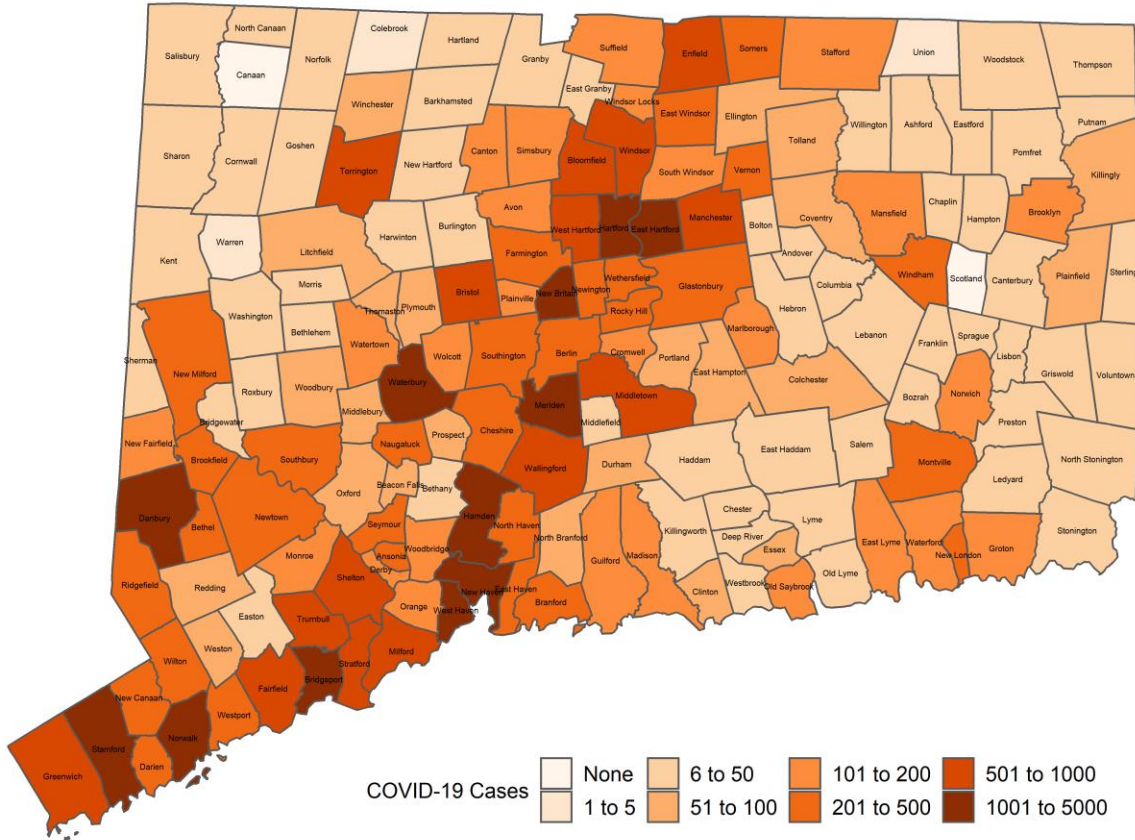 North Canaan
Colebrook
Hartland
Salisbury
Canaan
Norfolk
Granby
Suffield
Enfield
Somers
Stafford
Union
Woodstock
Thompson
East Granby
Winchester
Barkhamsted
Windsor Locks
East Windsor
Ellington
Willington
Ashford
Eastford
Putnam
Sharon
Cornwall
Goshen
Torrington
New Hartford
Canton
Simsbury
Bloomfield
Windsor
Tolland
Pomfret
South Windsor
Vernon
Killingly
Avon
Mansfield
Chaplin
Hampton
Brooklyn
Kent
Warren
Litchfield
Harwinton
Burlington
West Hartford
Hartford
East Hartford
Manchester
Bolton
Coventry
Farmington
Andover
Morris
Wethersfield
Windham
Scotland
Canterbury
Plainfield
Sterling
Washington
Bethlehem
Thomaston
Plymouth
Bristol
Plainville
New Britain
Newington
Glastonbury
Columbia
Hebron
Rocky Hill
Sherman
New Milford
Watertown
Wolcott
Southington
Berlin
Cromwell
Marlborough
Lebanon
Franklin
Sprague
Lisbon
Griswold
Voluntown
Roxbury
Woodbury
Waterbury
Portland
East Hampton
Colchester
Bozrah
Norwich
Bridgewater
Middlebury
Meriden
Middletown
Middlefield
Preston
New Fairfield
Brookfield
Southbury
Naugatuck
Prospect
Cheshire
Wallingford
Durham
Haddam
East Haddam
Salem
Montville
North Stonington
Ledyard
Danbury
Bethel
Newtown
Oxford
Beacon Falls
Bethany
Hamden
North Haven
Seymour
Woodbridge
North Branford
Guilford
Madison
Killingworth
Chester
Deep River
Lyme
East Lyme
Waterford
New London
Groton
Stonington
Ridgefield
Redding
Monroe
Ansonia
Derby
Essex
Easton
Shelton
Orange
New Haven
West Haven
East Haven
Branford
Clinton
Westbrook
Old Saybrook
Old Lyme
Wilton
Weston
Trumbull
Milford
Stratford
New Canaan
Westport
Fairfield
Bridgeport
Greenwich
Stamford
Darien
Norwalk
COVID-19 Cases
None
1 to 5
6 to 50
51 to 100
101 to 200
201 to 500
501 to 1000
1001 to 5000